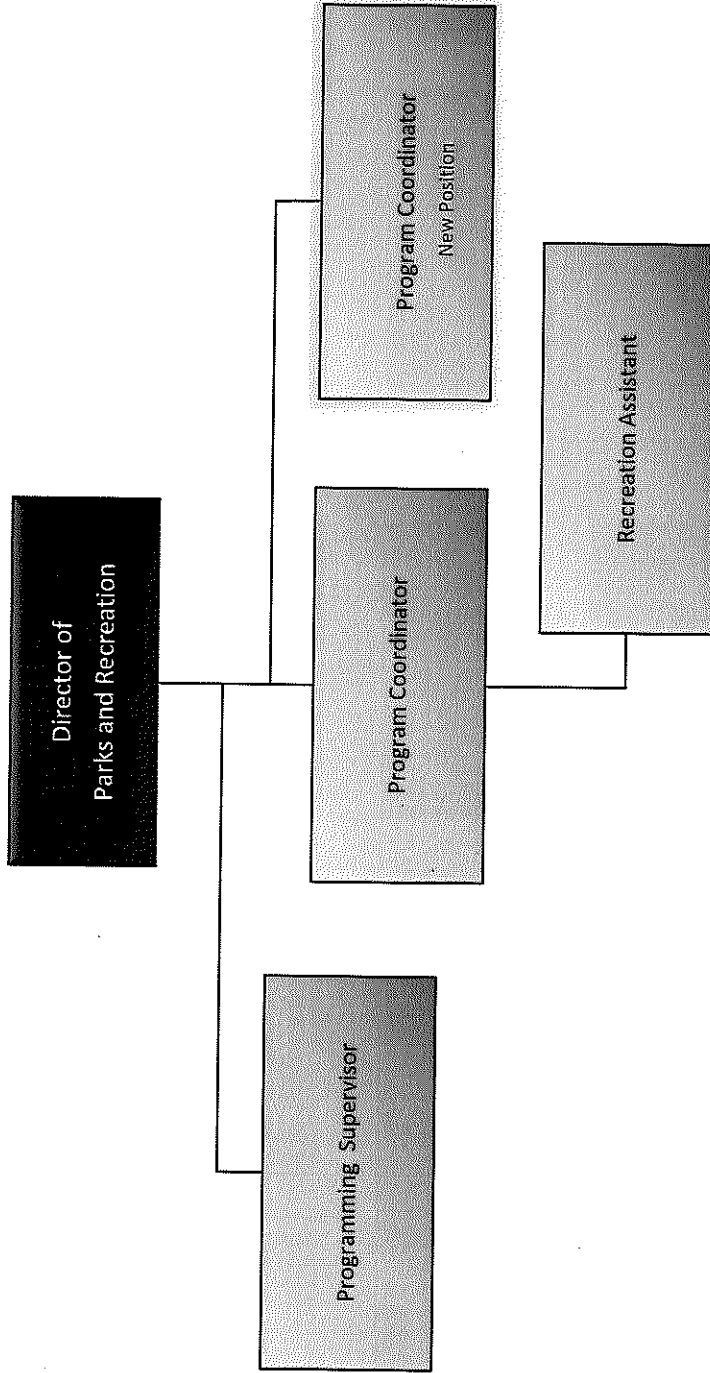 Director of
Parks and Recreation
Programming Supervisor
Program Coordinator
Program Coordinator
New Position
Recreation Assistant